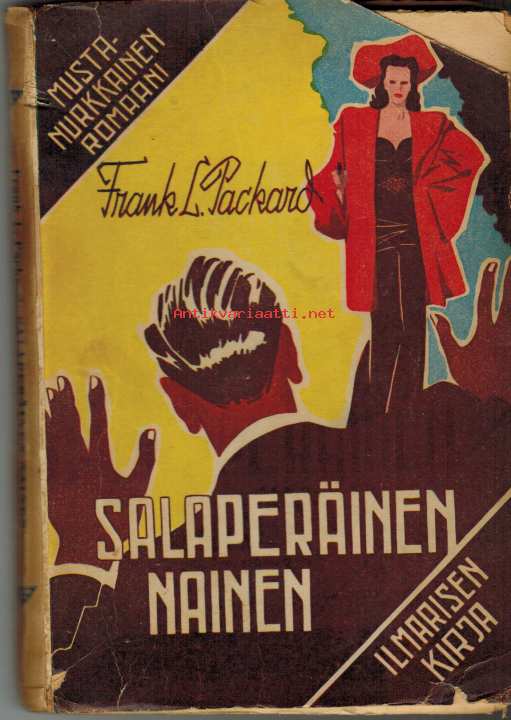 MUSTA-
NURKKAINEN
ROMAANI
Frank L. Packard
Antikvariaatti.net
SALAPERÄINEN
NAINEN
ILMARISEN
KIRJA